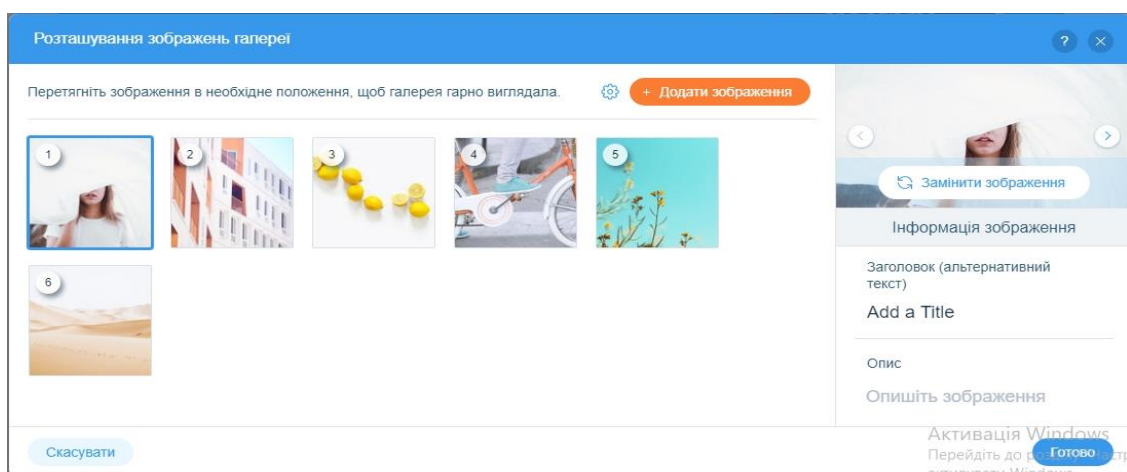 Розташування зображень галереї
?
Перетягніть зображення в необхідне положення, щоб галерея гарно виглядала.
+ Додати зображення
1
2
3
4
5
6
Замінити зображення
Інформація зображення
Заголовок (альтернативний
текст)
Add a Title
Опис
Опишіть зображення
Активація Windows
Перейдіть до
Скасувати
Готово